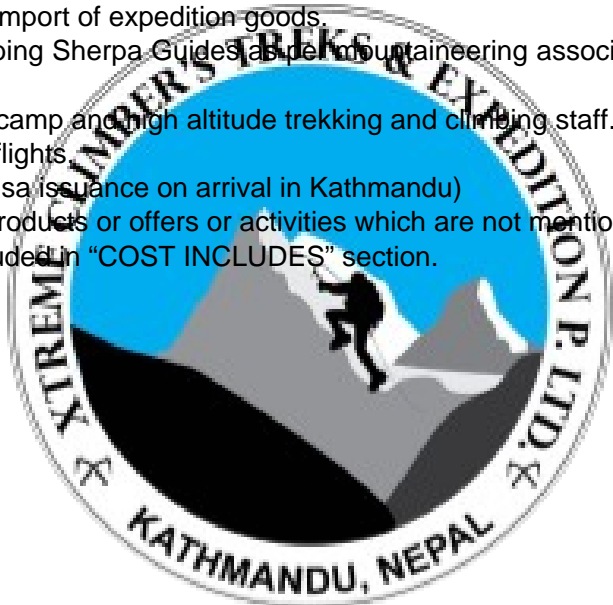 mport of expedition goods.
bing Sherpa Guides as per mountaineering associ
camp and high altitude trekking and climbing staff.
flights.
sa issuance on arrival in Kathmandu)
roducts or offers or activities which are not mentio
uded in “COST INCLUDES” section.
XTREME CLIMBER'S TREKS & EXPEDITION P. LTD.
KATHMANDU, NEPAL